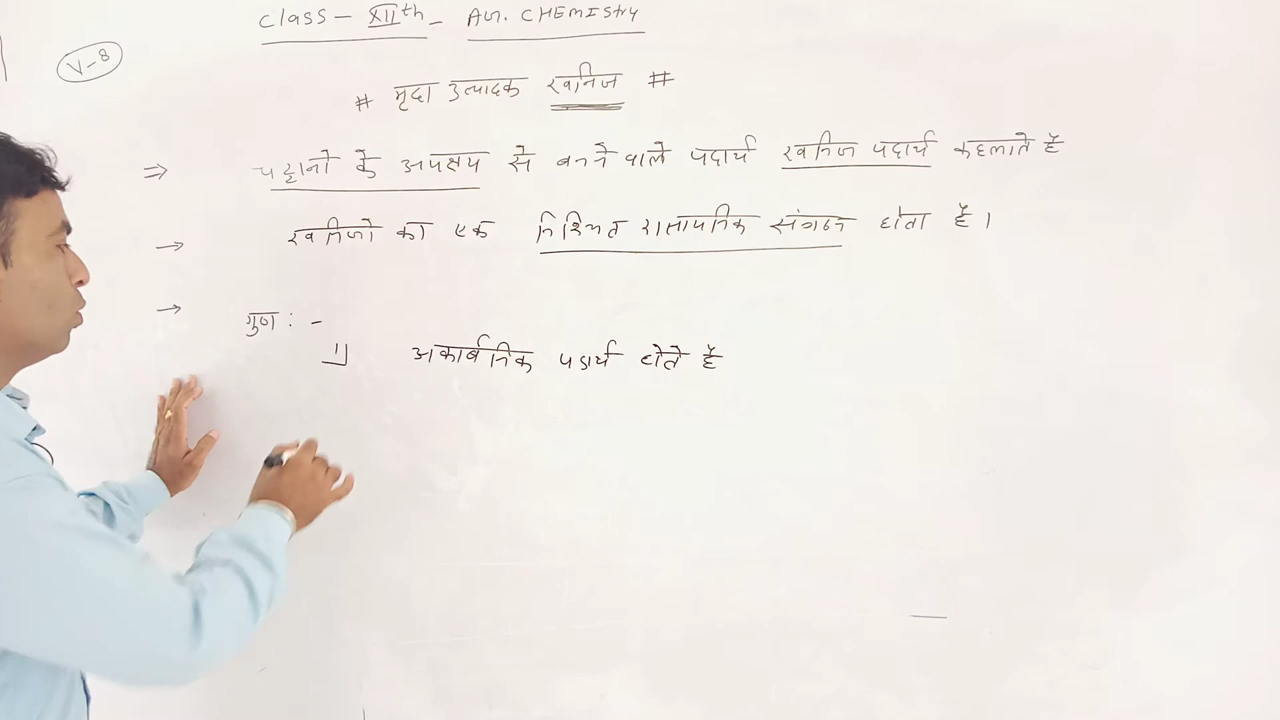 Class - XIIth - AG. CHEMIStry
V-8
# मृदा उत्पादक खनिज #
⇒ चट्टानों के अपक्षय से बनने वाले पदार्थ खनिज पदार्थ कहलाते हैं
→ खनिजों का एक निश्चित रासायनिक संगठन होता है।
→ गुण : -
1) अकार्बनिक पदार्थ होते हैं